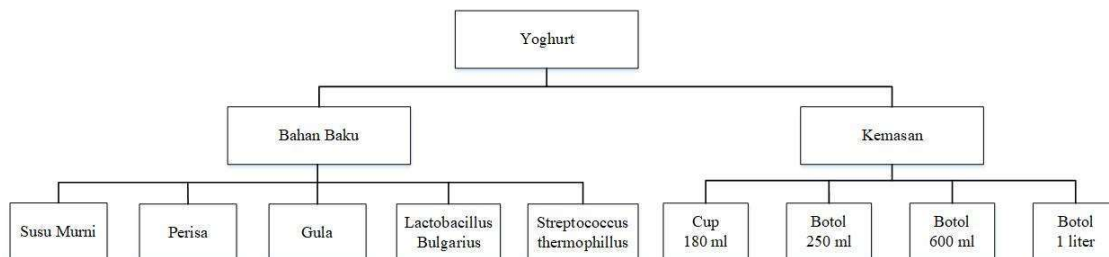 Yoghurt
Bahan Baku
Kemasan
Susu Murni
Perisa
Gula
Lactobacillus
Bulgarius
Streptococcus
thermophillus
Cup
180 ml
Botol
250 ml
Botol
600 ml
Botol
1 liter